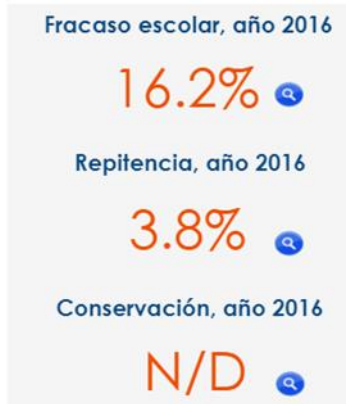 Fracaso escolar, año 2016
16.2%
Repitencia, año 2016
3.8%
Conservación, año 2016
N/D